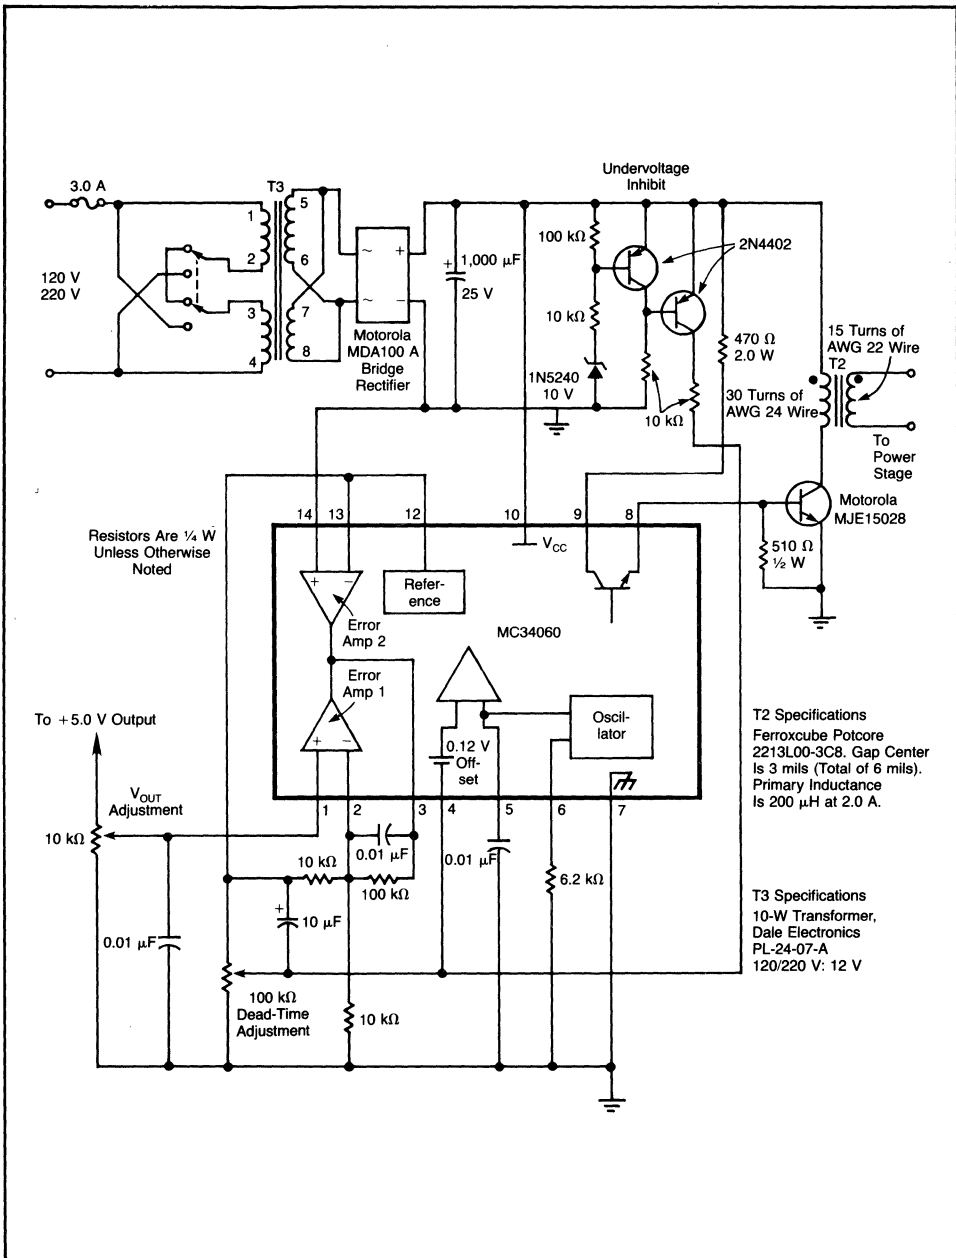 Undervoltage
Inhibit
3.0 A
T3
1
2
3
4
5
6
7
8
120 V
220 V
~
+
~
−
Motorola
MDA100 A
Bridge
Rectifier
+
1,000 μF
25 V
100 kΩ
10 kΩ
1N5240
10 V
2N4402
10 kΩ
470 Ω
2.0 W
15 Turns of
AWG 22 Wire
T2
30 Turns of
AWG 24 Wire
To
Power
Stage
Motorola
MJE15028
510 Ω
½ W
Resistors Are ¼ W
Unless Otherwise
Noted
14
13
12
10
9
8
VCC
+
−
Refer-
ence
Error
Amp 2
MC34060
Error
Amp 1
+
−
0.12 V
Off-
set
Oscil-
lator
1
2
3
4
5
6
7
To +5.0 V Output
VOUT
Adjustment
10 kΩ
0.01 μF
10 kΩ
100 kΩ
0.01 μF
6.2 kΩ
+
10 μF
0.01 μF
100 kΩ
Dead-Time
Adjustment
10 kΩ
T2 Specifications
Ferroxcube Potcore
2213L00-3C8. Gap Center
Is 3 mils (Total of 6 mils).
Primary Inductance
Is 200 μH at 2.0 A.
T3 Specifications
10-W Transformer,
Dale Electronics
PL-24-07-A
120/220 V: 12 V